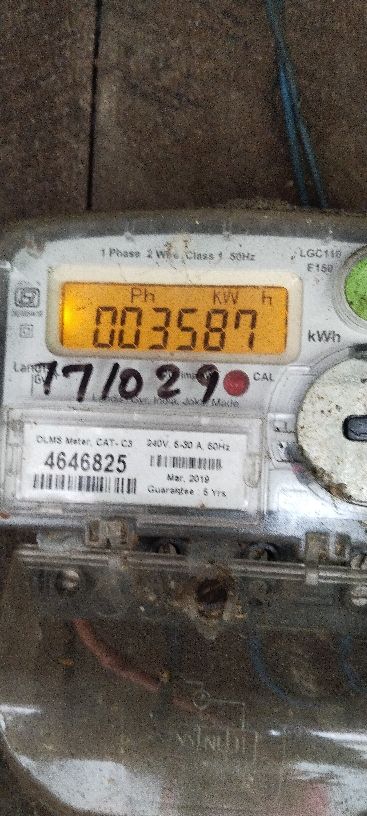 1 Phase 2 Wire, Class 1 50Hz
LGC110
E150
Ph kW h
003587
kWh
CAL
77/029
DLMS Meter, CAT- C3 240V, 5-30 A, 50Hz
4646825
Mar, 2019
Guarantee : 5 Yrs